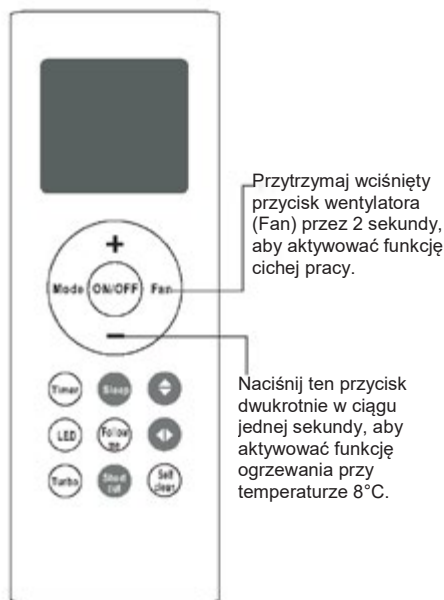 Przytrzymaj wciśnięty
przycisk wentylatora
(Fan) przez 2 sekundy,
aby aktywować funkcję
cichej pracy.
+
Mode ON/OFF Fan
−
Naciśnij ten przycisk
dwukrotnie w ciągu
jednej sekundy, aby
aktywować funkcję
ogrzewania przy
temperaturze 8°C.
Timer Sleep
LED Follow
me
Turbo Short
cut Self
clean